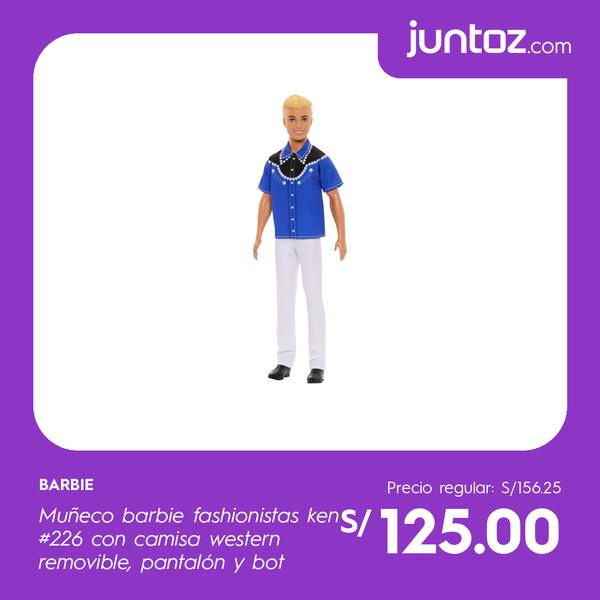 juntoz.com
BARBIE
Muñeco barbie fashionistas ken
#226 con camisa western
removible, pantalón y bot
Precio regular: S/156.25
S/ 125.00